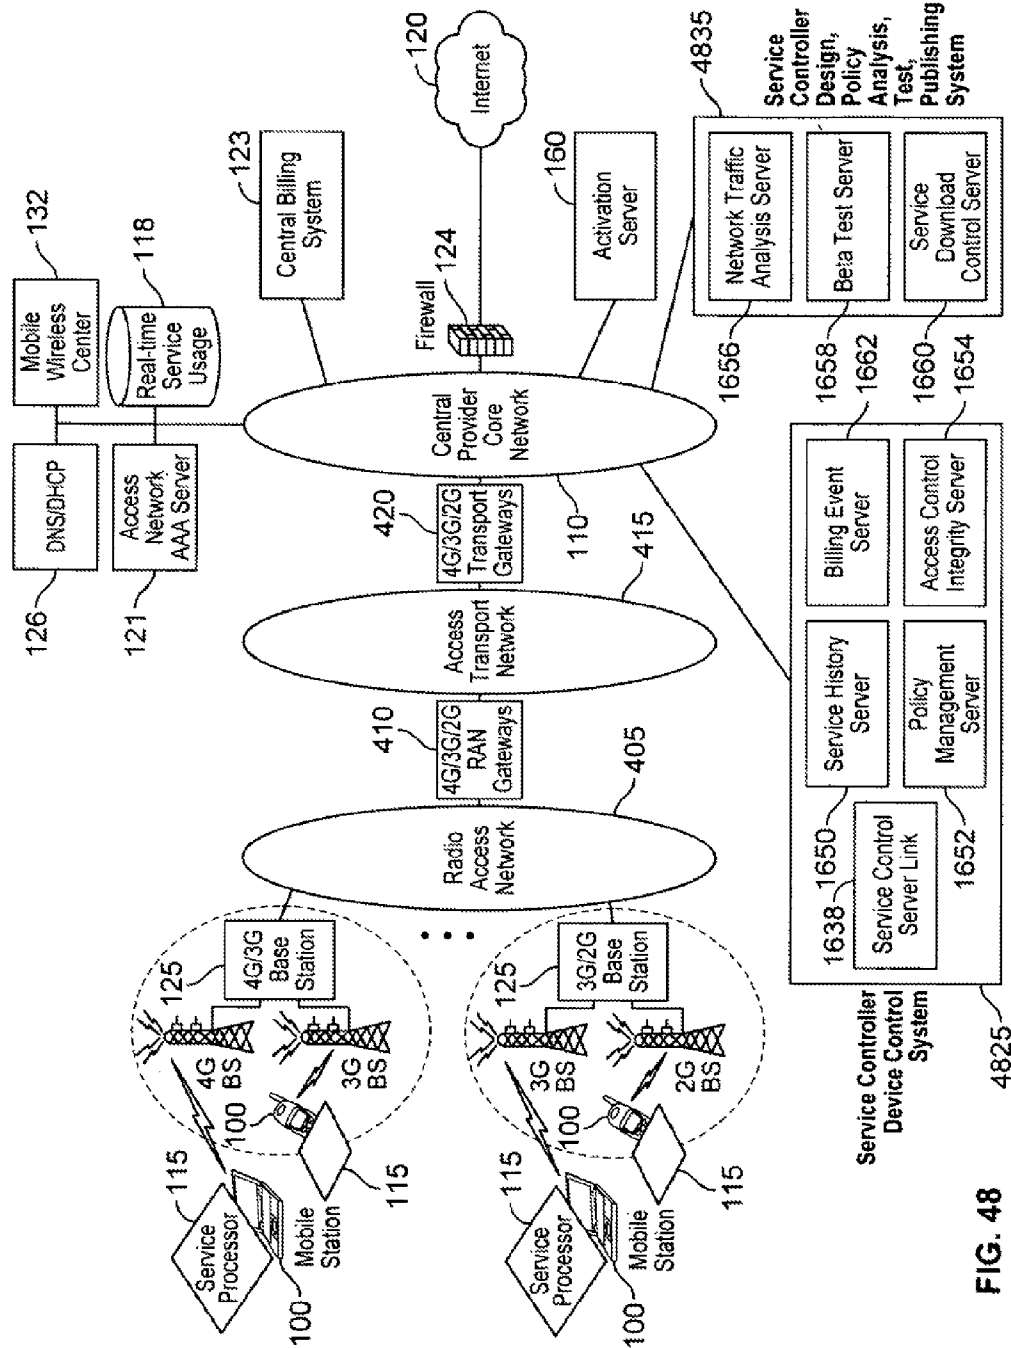 126
DNS/DHCP
Mobile
Wireless
Center
132
121
Access
Network
AAA Server
Real-time
Service
Usage
118
Central Billing
System
123
Service
Processor
115
100
Mobile
Station
100
115
4G
BS
3G
BS
125
4G/3G
Base
Station
Radio
Access
Network
405
410
4G/3G/2G
RAN
Gateways
Access
Transport
Network
415
420
4G/3G/2G
Transport
Gateways
Central
Provider
Core
Network
110
Firewall
124
Internet
120
Service
Processor
115
100
Mobile
Station
100
115
3G
BS
2G
BS
125
3G/2G
Base
Station
Activation
Server
160
Service Controller
Device Control
System
4825
1638
Service Control
Server Link
1650
Service History
Server
Billing Event
Server
1662
1652
Policy
Management
Server
Access Control
Integrity Server
1654
1656
Network Traffic
Analysis Server
1658
Beta Test Server
1660
Service
Download
Control Server
4835
Service
Controller
Design,
Policy
Analysis,
Test,
Publishing
System
FIG. 48